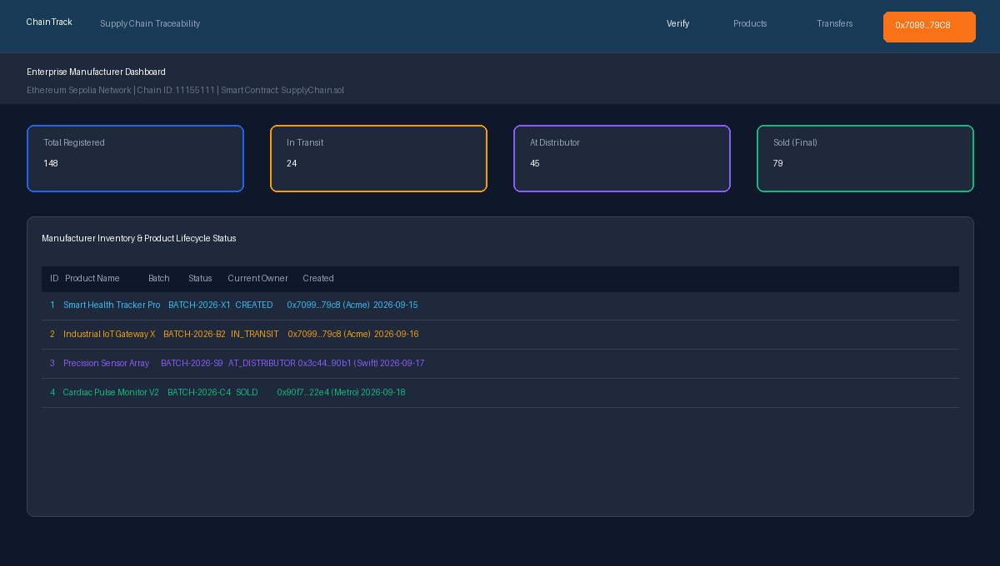 ChainTrack Supply Chain Traceability Verify Products Transfers 0x7099...79C8
Enterprise Manufacturer Dashboard
Ethereum Sepolia Network | Chain ID: 11155111 | Smart Contract: SupplyChain.sol
Total Registered In Transit At Distributor Sold (Final)
148 24 45 79
Manufacturer Inventory & Product Lifecycle Status
ID Product Name Batch Status Current Owner Created
1 Smart Health Tracker Pro BATCH-2026-X1 CREATED 0x7099...79c8 (Acme) 2026-09-15
2 Industrial IoT Gateway X BATCH-2026-B2 IN_TRANSIT 0x7099...79c8 (Acme) 2026-09-16
3 Precision Sensor Array BATCH-2026-S9 AT_DISTRIBUTOR 0x3c44...90b1 (Swift) 2026-09-17
4 Cardiac Pulse Monitor V2 BATCH-2026-C4 SOLD 0x90f7...22e4 (Metro) 2026-09-18